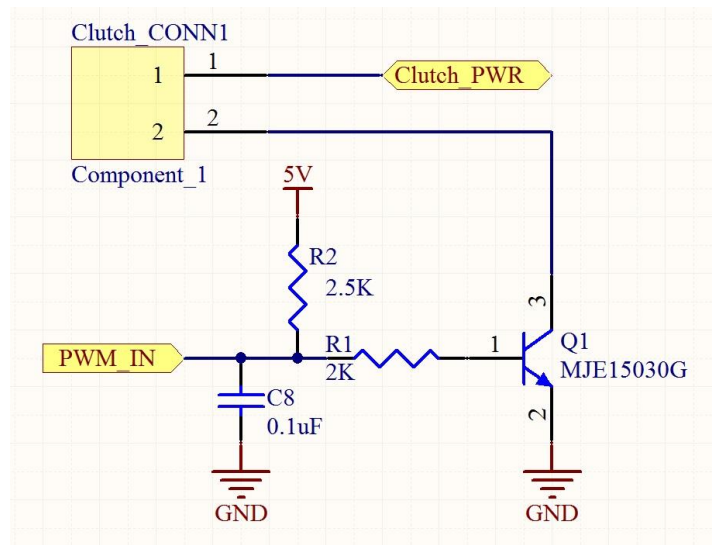 Clutch_CONN1
1
1
Clutch_PWR
2
2
Component_1
5V
R2
2.5K
3
PWM_IN
R1
2K
1
Q1
MJE15030G
C8
0.1uF
2
GND
GND